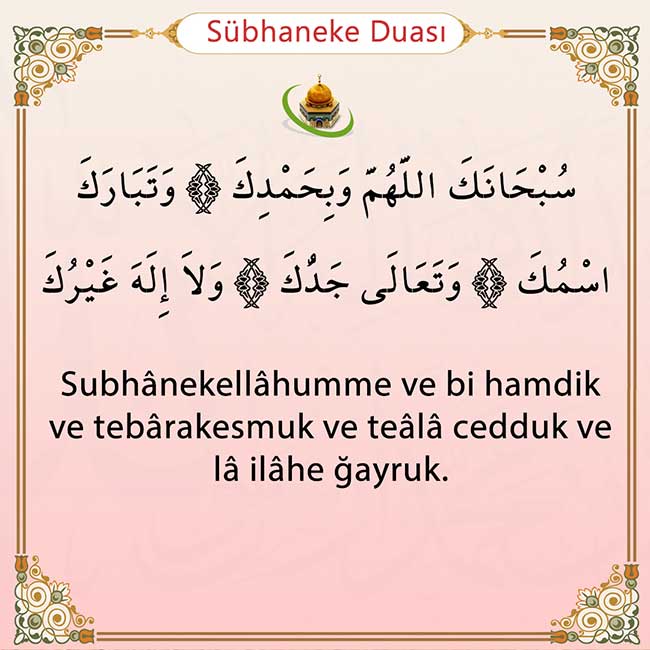 Sübhaneke Duası
سُبْحَانَكَ اللّهُمّ وَبِحَمْدِكَ ۞ وَتَبَارَكَ
اسْمُكَ ۞ وَتَعَالَى جَدُّكَ ۞ وَلاَ إِلَهَ غَيْرُكَ
Subhânekellâhumme ve bi hamdik
ve tebârakesmuk ve teâlâ cedduk ve
lâ ilâhe ğayruk.